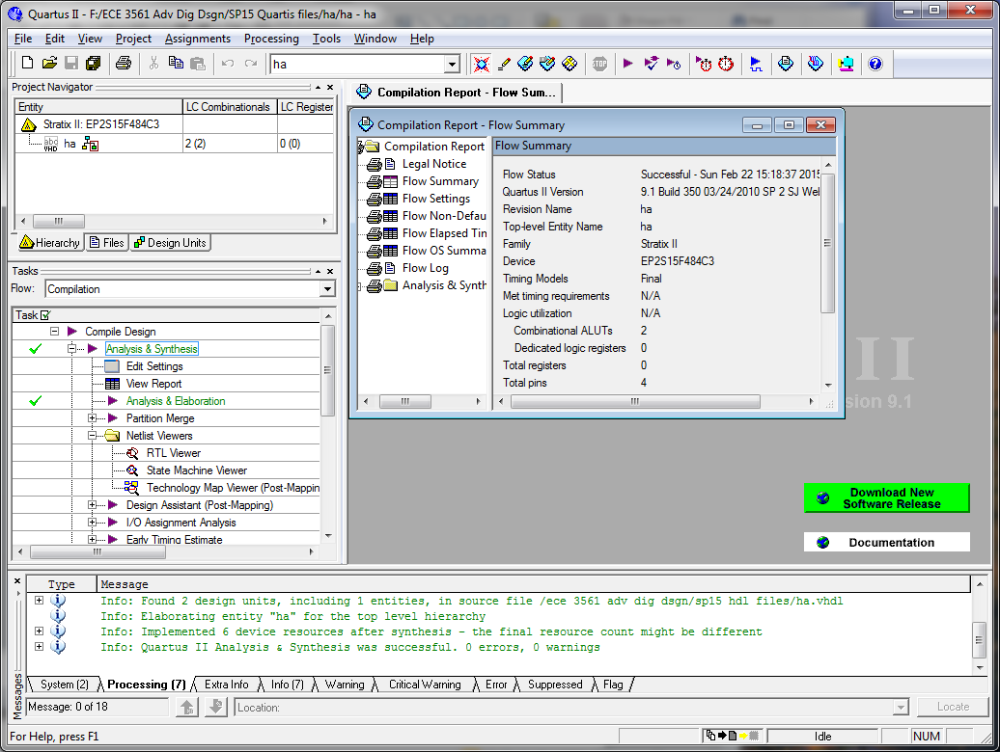 Quartus II - F:/ECE 3561 Adv Dig Dsgn/SP15 Quartis files/ha/ha - ha
File Edit View Project Assignments Processing Tools Window Help
ha
STOP
Project Navigator
Entity LC Combinationals LC Register
Stratix II: EP2S15F484C3
abc VHD ha 2 (2) 0 (0)
Hierarchy Files Design Units
Tasks
Flow: Compilation
Task
Compile Design
Analysis & Synthesis
Edit Settings
View Report
Analysis & Elaboration
Partition Merge
Netlist Viewers
RTL Viewer
State Machine Viewer
Technology Map Viewer (Post-Mappin
Design Assistant (Post-Mapping)
I/O Assignment Analysis
Early Timing Estimate
Compilation Report - Flow Sum...
Compilation Report - Flow Summary
Compilation Report
Legal Notice
Flow Summary
Flow Settings
Flow Non-Defau
Flow Elapsed Tin
Flow OS Summa
Flow Log
Analysis & Synth
Flow Summary
Flow Status Successful - Sun Feb 22 15:18:37 2015
Quartus II Version 9.1 Build 350 03/24/2010 SP 2 SJ Wel
Revision Name ha
Top-level Entity Name ha
Family Stratix II
Device EP2S15F484C3
Timing Models Final
Met timing requirements N/A
Logic utilization N/A
Combinational ALUTs 2
Dedicated logic registers 0
Total registers 0
Total pins 4
II
sion 9.1
Download New
Software Release
Documentation
Type Message
Info: Found 2 design units, including 1 entities, in source file /ece 3561 adv dig dsgn/sp15 hdl files/ha.vhdl
Info: Elaborating entity "ha" for the top level hierarchy
Info: Implemented 6 device resources after synthesis - the final resource count might be different
Info: Quartus II Analysis & Synthesis was successful. 0 errors, 0 warnings
System (2) Processing (7) Extra Info Info (7) Warning Critical Warning Error Suppressed Flag
Messages
Message: 0 of 18 Location: Locate
For Help, press F1 Idle NUM